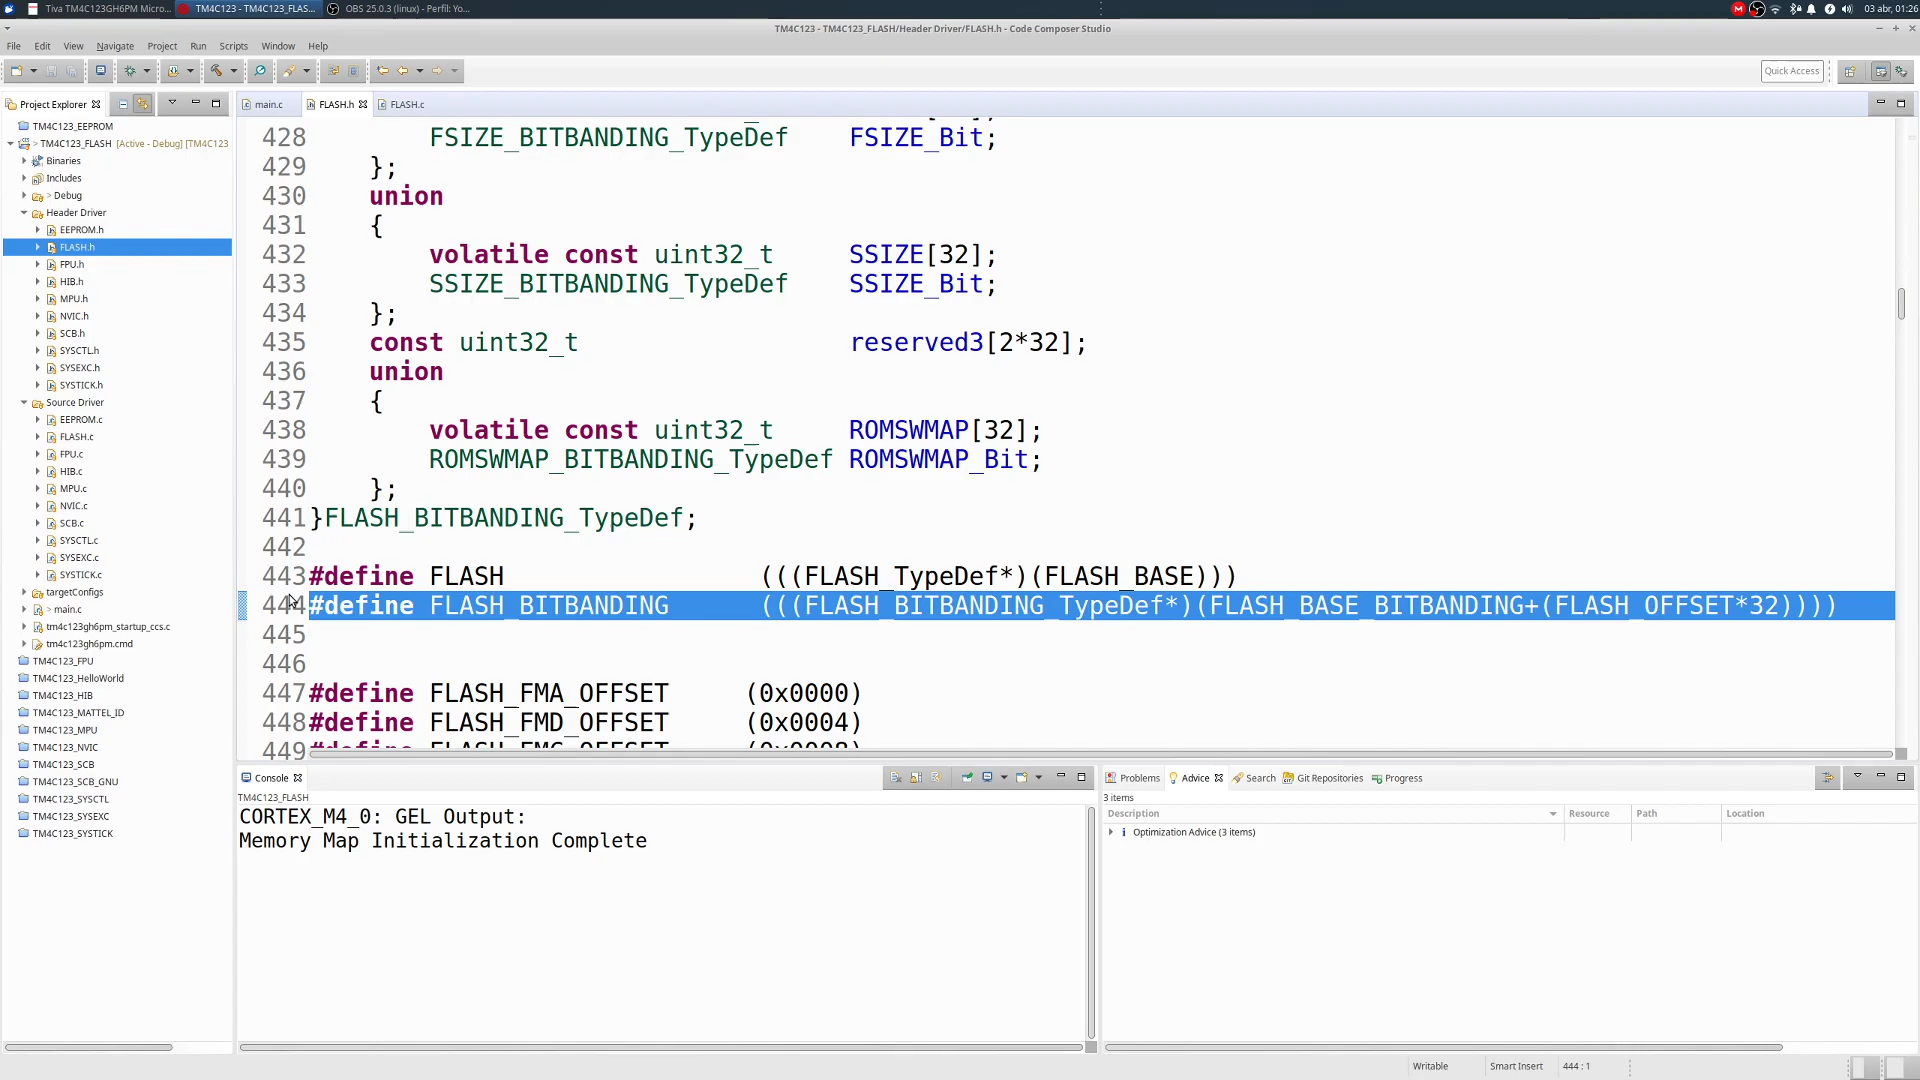 Tiva TM4C123GH6PM Micro...
TM4C123 - TM4C123_FLAS...
OBS 25.0.3 (linux) - Perfil: Yo...
03 abr, 01:26
TM4C123 - TM4C123_FLASH/Header Driver/FLASH.h - Code Composer Studio
File Edit View Navigate Project Run Scripts Window Help
Quick Access
Project Explorer
main.c
FLASH.h
FLASH.c
TM4C123_EEPROM
> TM4C123_FLASH [Active - Debug] [TM4C123
Binaries
Includes
> Debug
Header Driver
EEPROM.h
FLASH.h
FPU.h
HIB.h
MPU.h
NVIC.h
SCB.h
SYSCTL.h
SYSEXC.h
SYSTICK.h
Source Driver
EEPROM.c
FLASH.c
FPU.c
HIB.c
MPU.c
NVIC.c
SCB.c
SYSCTL.c
SYSEXC.c
SYSTICK.c
targetConfigs
> main.c
tm4c123gh6pm_startup_ccs.c
tm4c123gh6pm.cmd
TM4C123_FPU
TM4C123_HelloWorld
TM4C123_HIB
TM4C123_MATTEL_ID
TM4C123_MPU
TM4C123_NVIC
TM4C123_SCB
TM4C123_SCB_GNU
TM4C123_SYSCTL
TM4C123_SYSEXC
TM4C123_SYSTICK
428 FSIZE_BITBANDING_TypeDef FSIZE_Bit;
429 };
430 union
431 {
432 volatile const uint32_t SSIZE[32];
433 SSIZE_BITBANDING_TypeDef SSIZE_Bit;
434 };
435 const uint32_t reserved3[2*32];
436 union
437 {
438 volatile const uint32_t ROMSWMAP[32];
439 ROMSWMAP_BITBANDING_TypeDef ROMSWMAP_Bit;
440 };
441 }FLASH_BITBANDING_TypeDef;
442
443 #define FLASH (((FLASH_TypeDef*)(FLASH_BASE)))
444 #define FLASH_BITBANDING (((FLASH_BITBANDING_TypeDef*)(FLASH_BASE_BITBANDING+(FLASH_OFFSET*32))))
445
446
447 #define FLASH_FMA_OFFSET (0x0000)
448 #define FLASH_FMD_OFFSET (0x0004)
449 #define FLASH_FMC_OFFSET (0x0008)
Console
TM4C123_FLASH
CORTEX_M4_0: GEL Output:
Memory Map Initialization Complete
Problems Advice Search Git Repositories Progress
3 items
Description Resource Path Location
Optimization Advice (3 items)
Writable Smart Insert 444 : 1